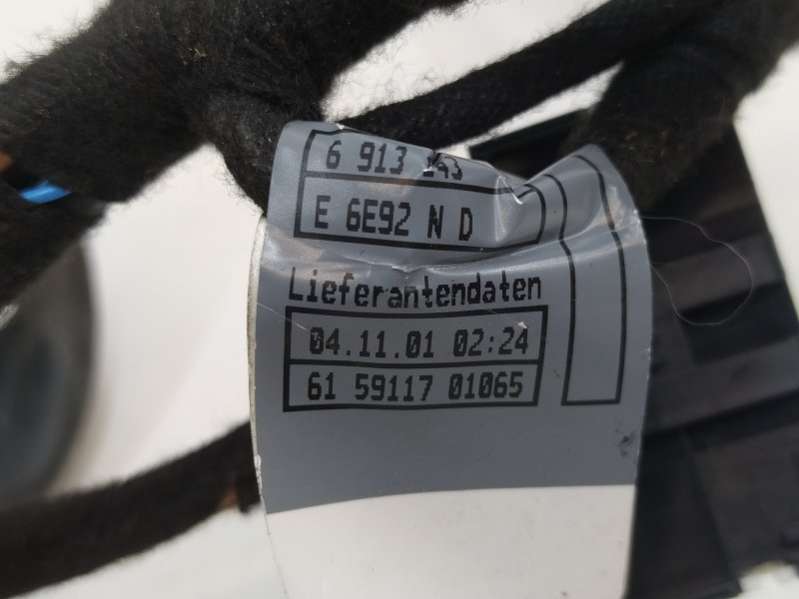 6 913
E 6E92 N D
Lieferantendaten
04.11.01 02:24
61 59117 01065